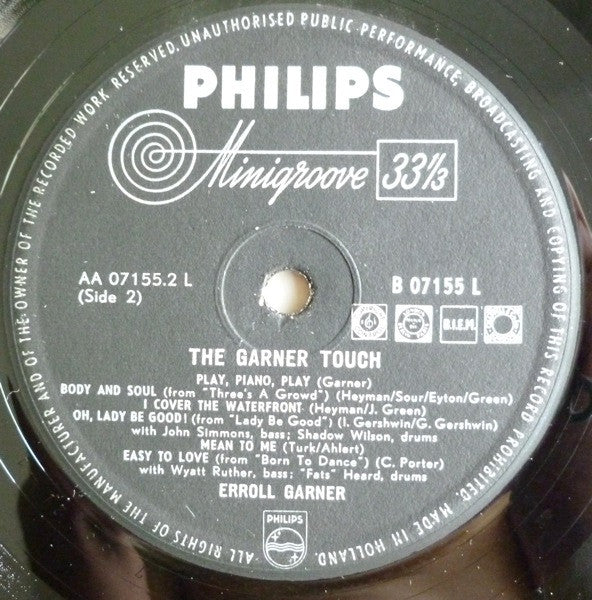 ALL RIGHTS OF THE MANUFACTURER AND OF THE OWNER OF THE RECORDED WORK RESERVED. UNAUTHORISED PUBLIC PERFORMANCE, BROADCASTING AND COPYING OF THIS RECORD PROHIBITED. MADE IN HOLLAND.
PHILIPS
Minigroove 33⅓
AA 07155.2 L
(Side 2)
B 07155 L
B.I.E.M.
THE GARNER TOUCH
PLAY, PIANO, PLAY (Garner)
BODY AND SOUL (from "Three's A Growd") (Heyman/Sour/Eyton/Green)
I COVER THE WATERFRONT (Heyman/J. Green)
OH, LADY BE GOOD! (from "Lady Be Good") (I. Gershwin/G. Gershwin)
with John Simmons, bass; Shadow Wilson, drums
MEAN TO ME (Turk/Ahlert)
EASY TO LOVE (from "Born To Dance") (C. Porter)
with Wyatt Ruther, bass; "Fats" Heard, drums
ERROLL GARNER
PHILIPS